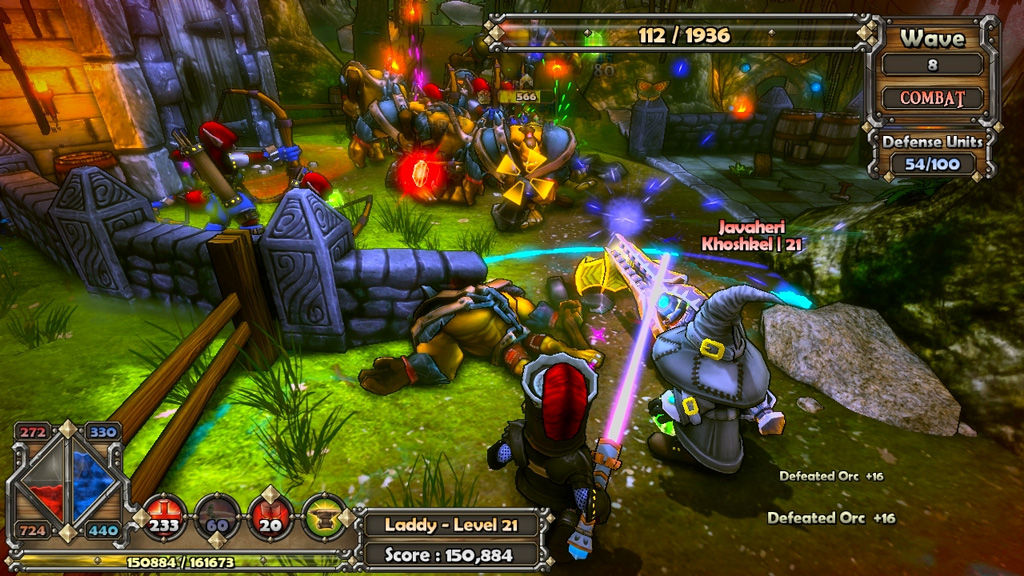 112 / 1936
Wave
8
COMBAT
Defense Units
54/100
566
Javaheri
Khoshkel | 21
Defeated Orc +16
Defeated Orc +16
272
330
724
440
233
60
20
Laddy - Level 21
Score : 150,884
150884 / 161673